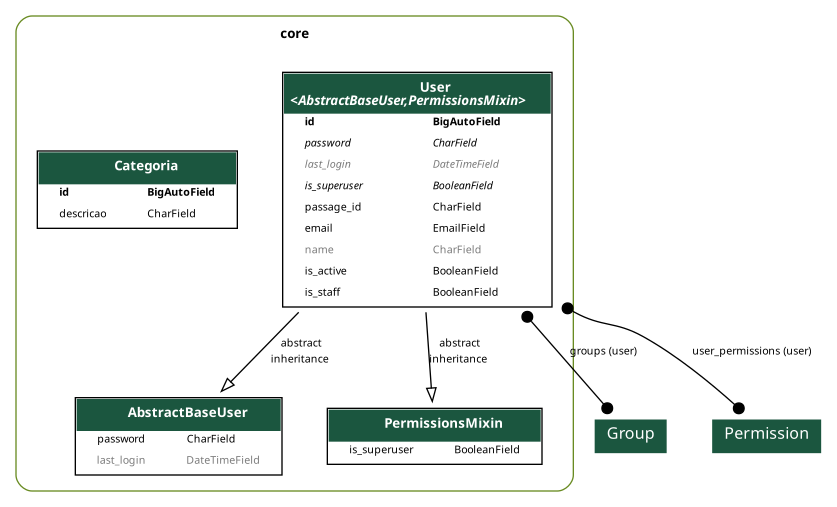 core
User
<AbstractBaseUser,PermissionsMixin>
id BigAutoField
password CharField
last_login DateTimeField
is_superuser BooleanField
passage_id CharField
email EmailField
name CharField
is_active BooleanField
is_staff BooleanField
Categoria
id BigAutoField
descricao CharField
abstract
inheritance
abstract
inheritance
groups (user)
user_permissions (user)
AbstractBaseUser
password CharField
last_login DateTimeField
PermissionsMixin
is_superuser BooleanField
Group
Permission